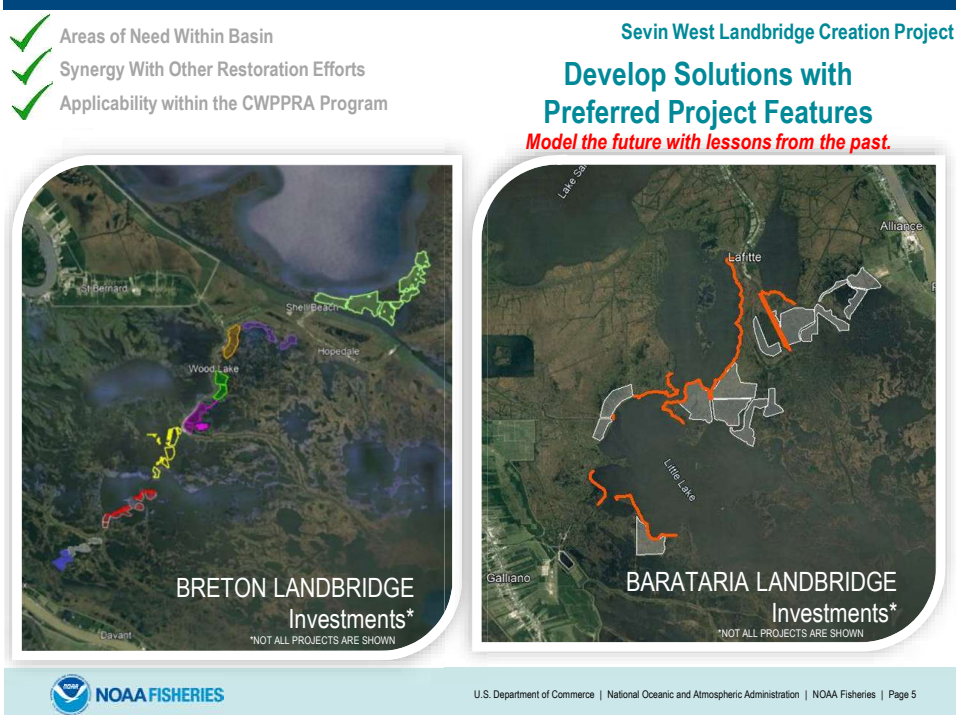 Areas of Need Within Basin
Synergy With Other Restoration Efforts
Applicability within the CWPPRA Program
Sevin West Landbridge Creation Project
Develop Solutions with
Preferred Project Features
Model the future with lessons from the past.
St Bernard
Shell Beach
Hopedale
Wood Lake
Davant
BRETON LANDBRIDGE
Investments*
*NOT ALL PROJECTS ARE SHOWN
Lake Sa
Alliance
Lafitte
Little Lake
Galliano
BARATARIA LANDBRIDGE
Investments*
*NOT ALL PROJECTS ARE SHOWN
NOAA
NOAA FISHERIES
U.S. Department of Commerce | National Oceanic and Atmospheric Administration | NOAA Fisheries | Page 5